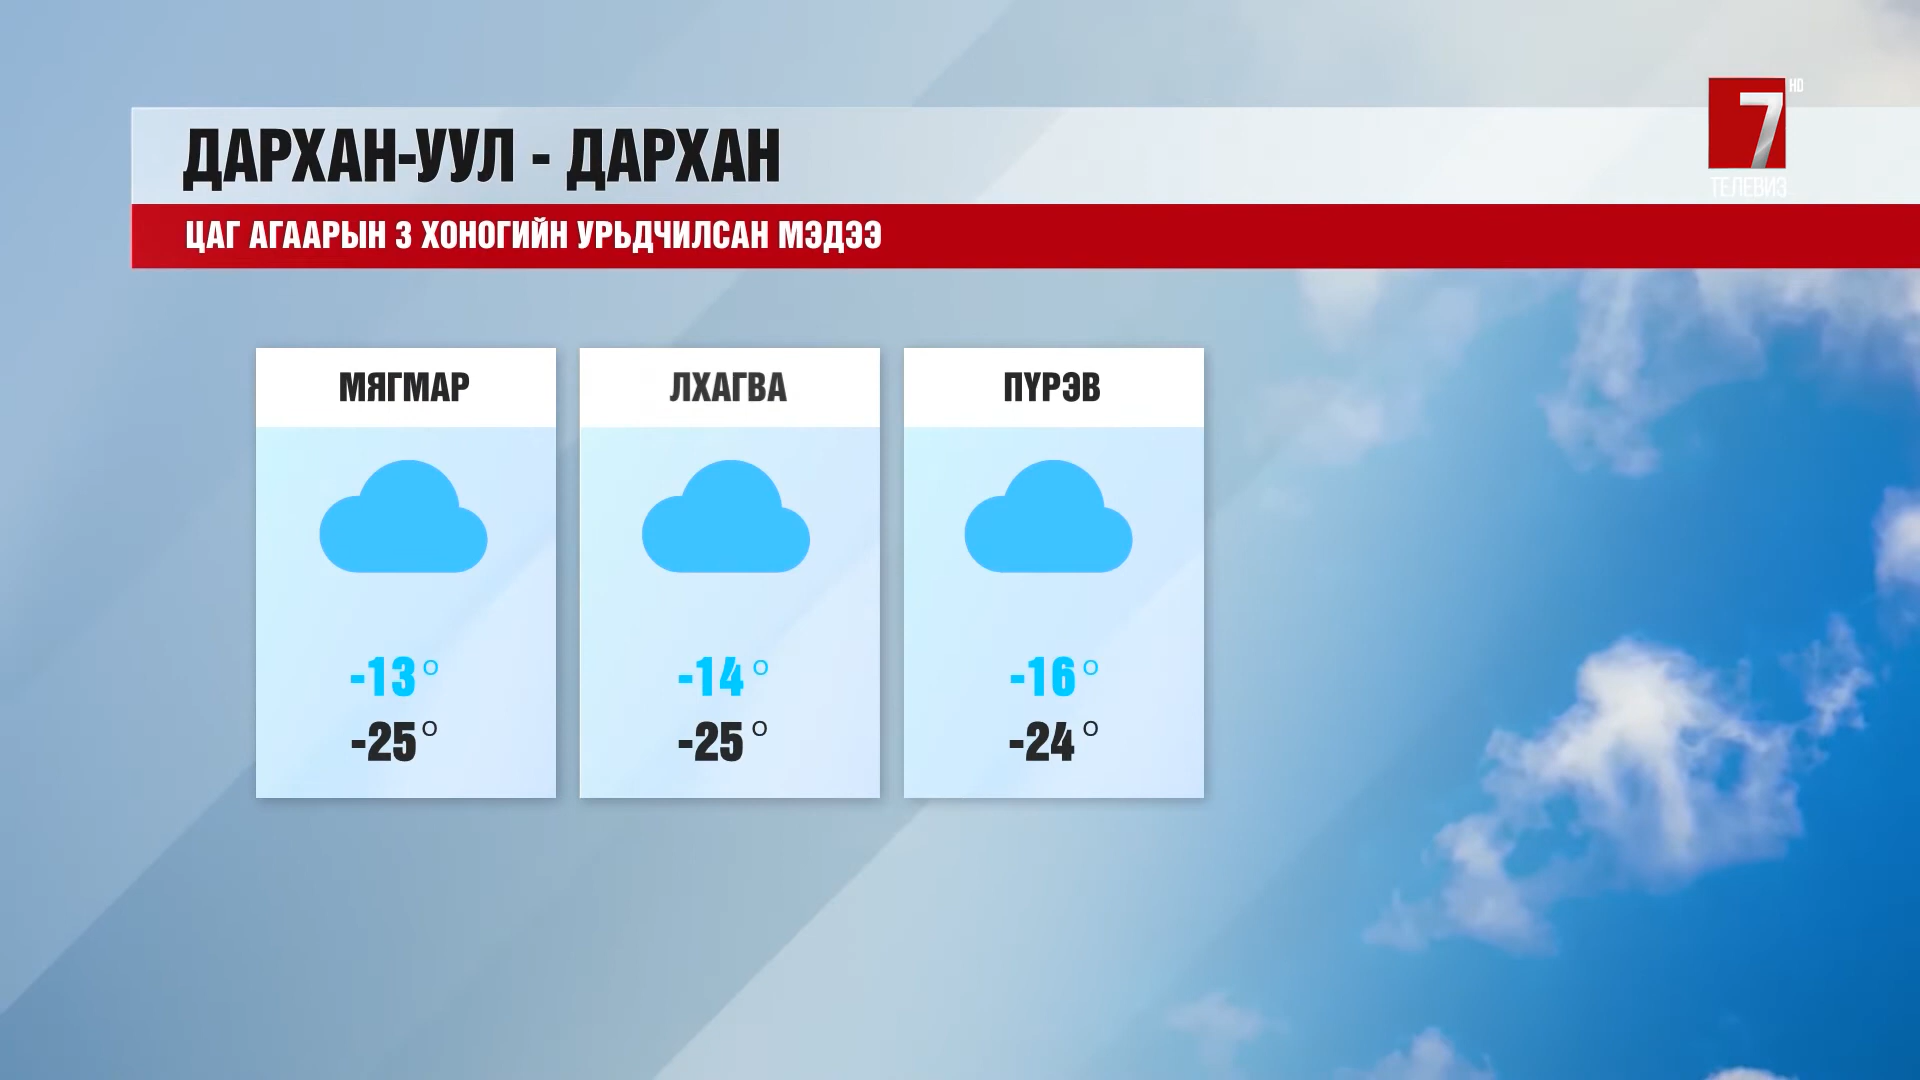 ДАРХАН-УУЛ - ДАРХАН
ЦАГ АГААРЫН 3 ХОНОГИЙН УРЬДЧИЛСАН МЭДЭЭ
7 HD
ТЕЛЕВИЗ
МЯГМАР
-13°
-25°
ЛХАГВА
-14°
-25°
ПҮРЭВ
-16°
-24°